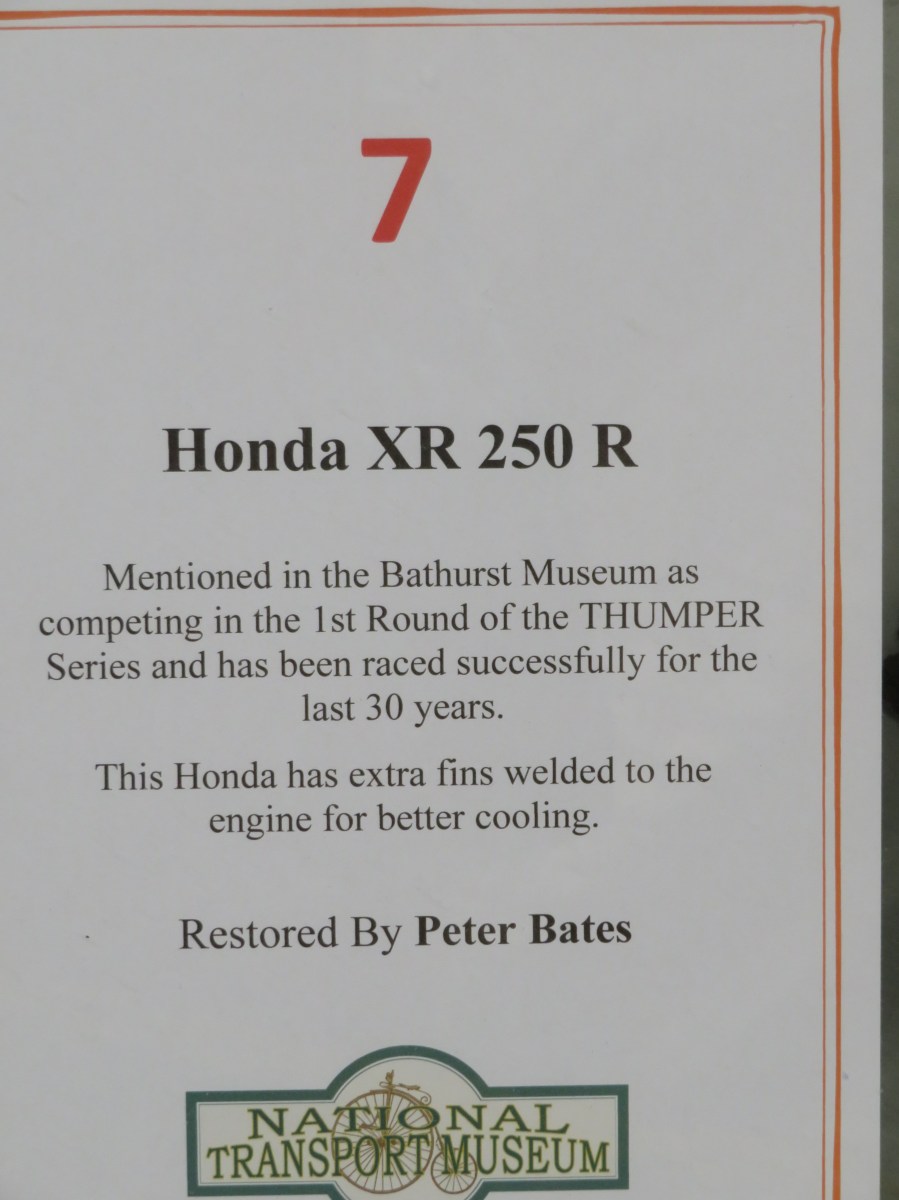 7
Honda XR 250 R
Mentioned in the Bathurst Museum as
competing in the 1st Round of the THUMPER
Series and has been raced successfully for the
last 30 years.
This Honda has extra fins welded to the
engine for better cooling.
Restored By Peter Bates
NATIONAL
TRANSPORT MUSEUM